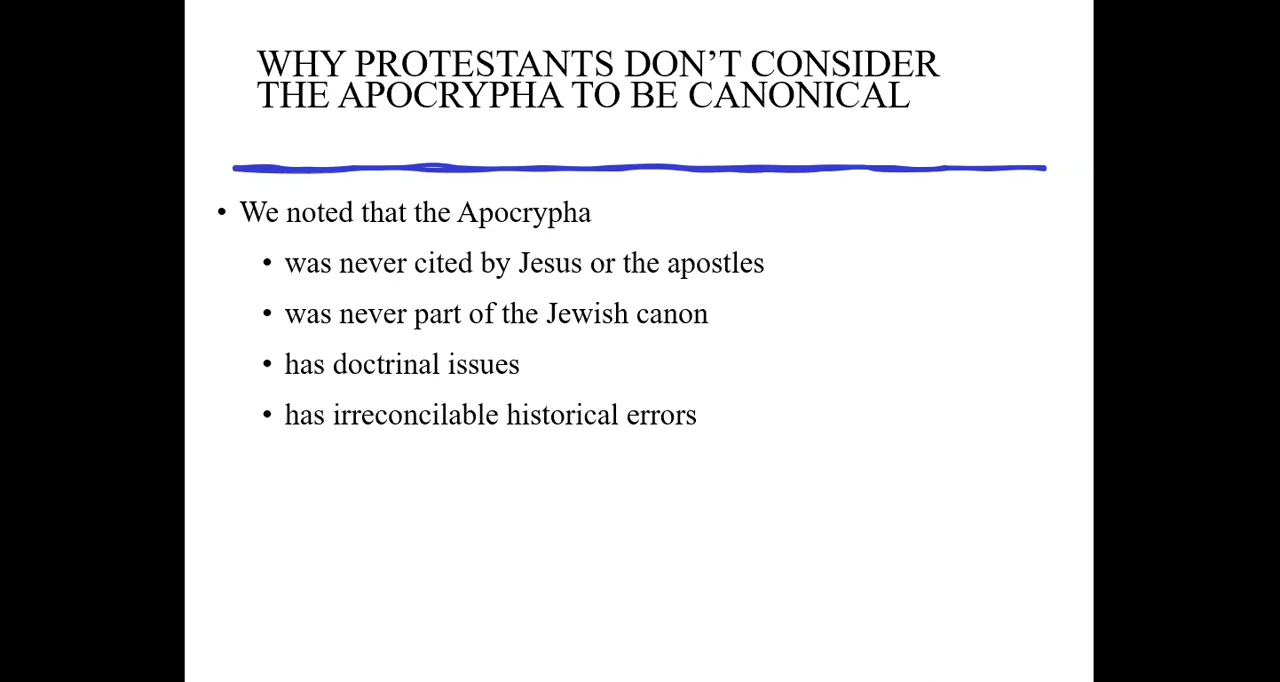 WHY PROTESTANTS DON’T CONSIDER
THE APOCRYPHA TO BE CANONICAL
• We noted that the Apocrypha
• was never cited by Jesus or the apostles
• was never part of the Jewish canon
• has doctrinal issues
• has irreconcilable historical errors